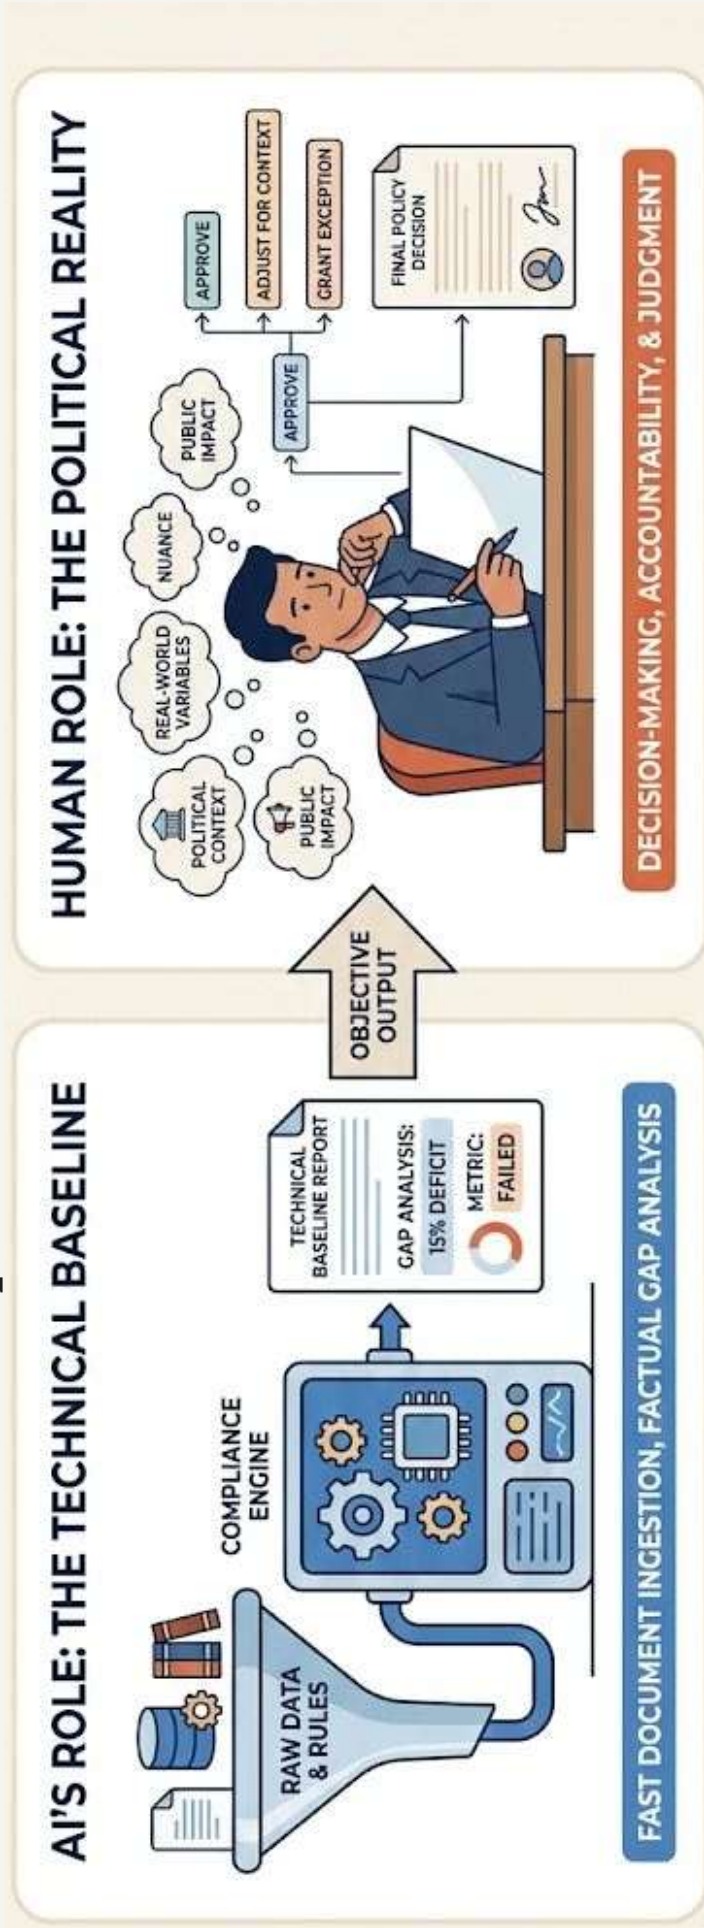 AI'S ROLE: THE TECHNICAL BASELINE
RAW DATA
& RULES
COMPLIANCE
ENGINE
TECHNICAL
BASELINE REPORT
GAP ANALYSIS:
15% DEFICIT
METRIC:
FAILED
FAST DOCUMENT INGESTION, FACTUAL GAP ANALYSIS
OBJECTIVE
OUTPUT
HUMAN ROLE: THE POLITICAL REALITY
POLITICAL
CONTEXT
REAL-WORLD
VARIABLES
NUANCE
PUBLIC
IMPACT
PUBLIC
IMPACT
APPROVE
APPROVE
ADJUST FOR CONTEXT
GRANT EXCEPTION
FINAL POLICY
DECISION
DECISION-MAKING, ACCOUNTABILITY, & JUDGMENT